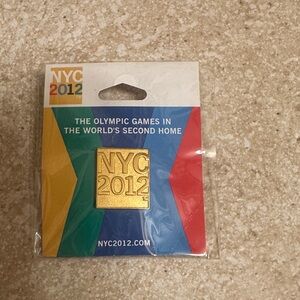 NYC
2012
THE OLYMPIC GAMES IN
THE WORLD'S SECOND HOME
NYC
2012
NYC2012.COM